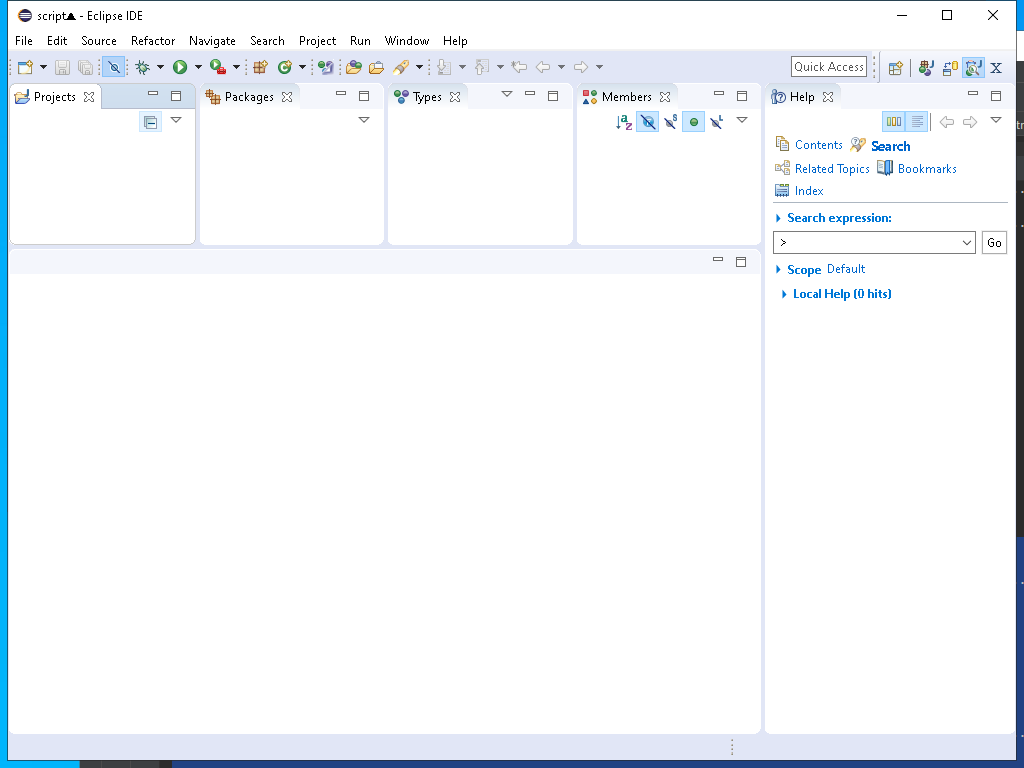 script▲ - Eclipse IDE
File Edit Source Refactor Navigate Search Project Run Window Help
Quick Access
Projects Packages Types Members Help
Contents Search
Related Topics Bookmarks
Index
Search expression:
> Go
Scope Default
Local Help (0 hits)